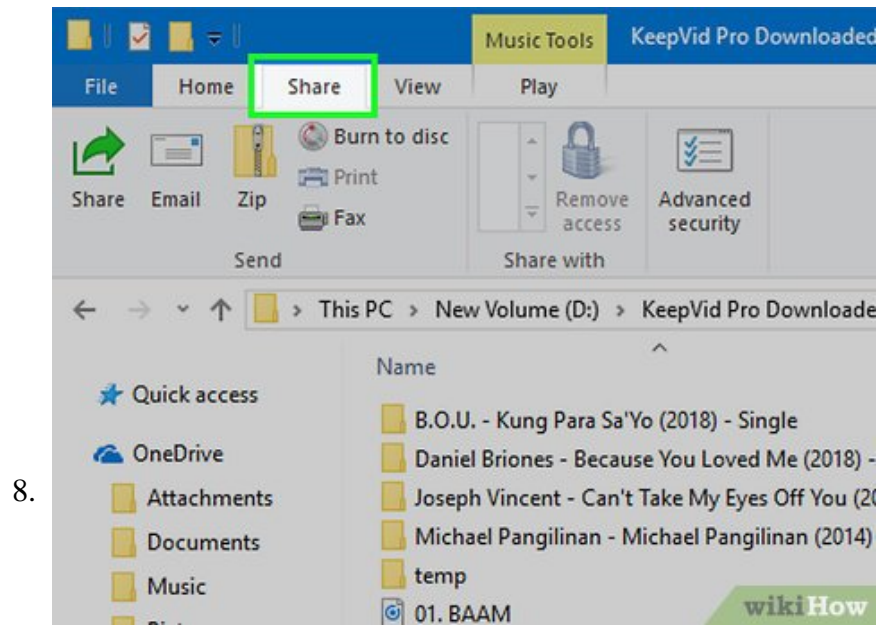 Music Tools KeepVid Pro Downloaded
File Home Share View Play
Burn to disc
Print
Fax
Share Email Zip
Remove access
Advanced security
Send Share with
This PC New Volume (D:) KeepVid Pro Downloade
Name
Quick access
B.O.U. - Kung Para Sa'Yo (2018) - Single
OneDrive
Daniel Briones - Because You Loved Me (2018) -
8.
Attachments
Joseph Vincent - Can't Take My Eyes Off You (20
Documents
Michael Pangilinan - Michael Pangilinan (2014)
temp
Music
01. BAAM
wikiHow